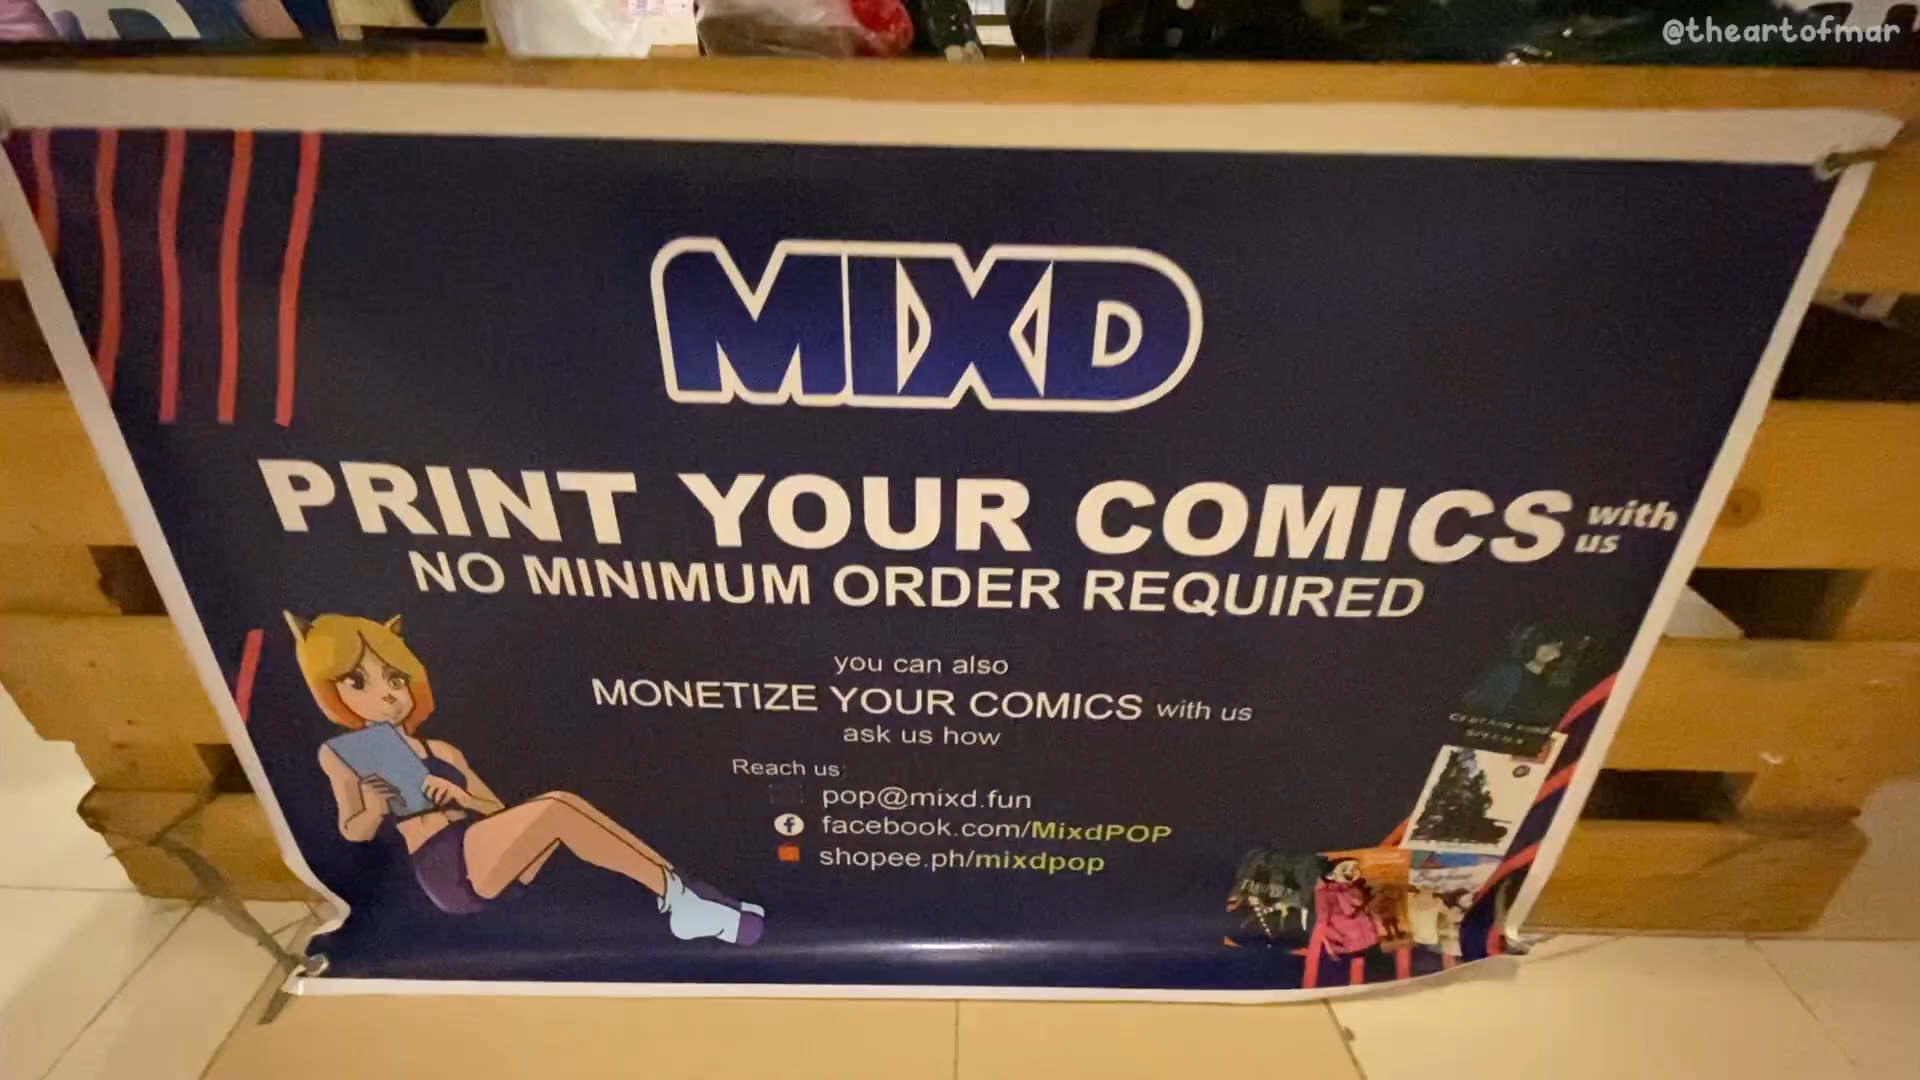 @theartofmar
MIXD
PRINT YOUR COMICS with us
NO MINIMUM ORDER REQUIRED
you can also
MONETIZE YOUR COMICS with us
ask us how
Reach us:
pop@mixd.fun
facebook.com/MixdPOP
shopee.ph/mixdpop